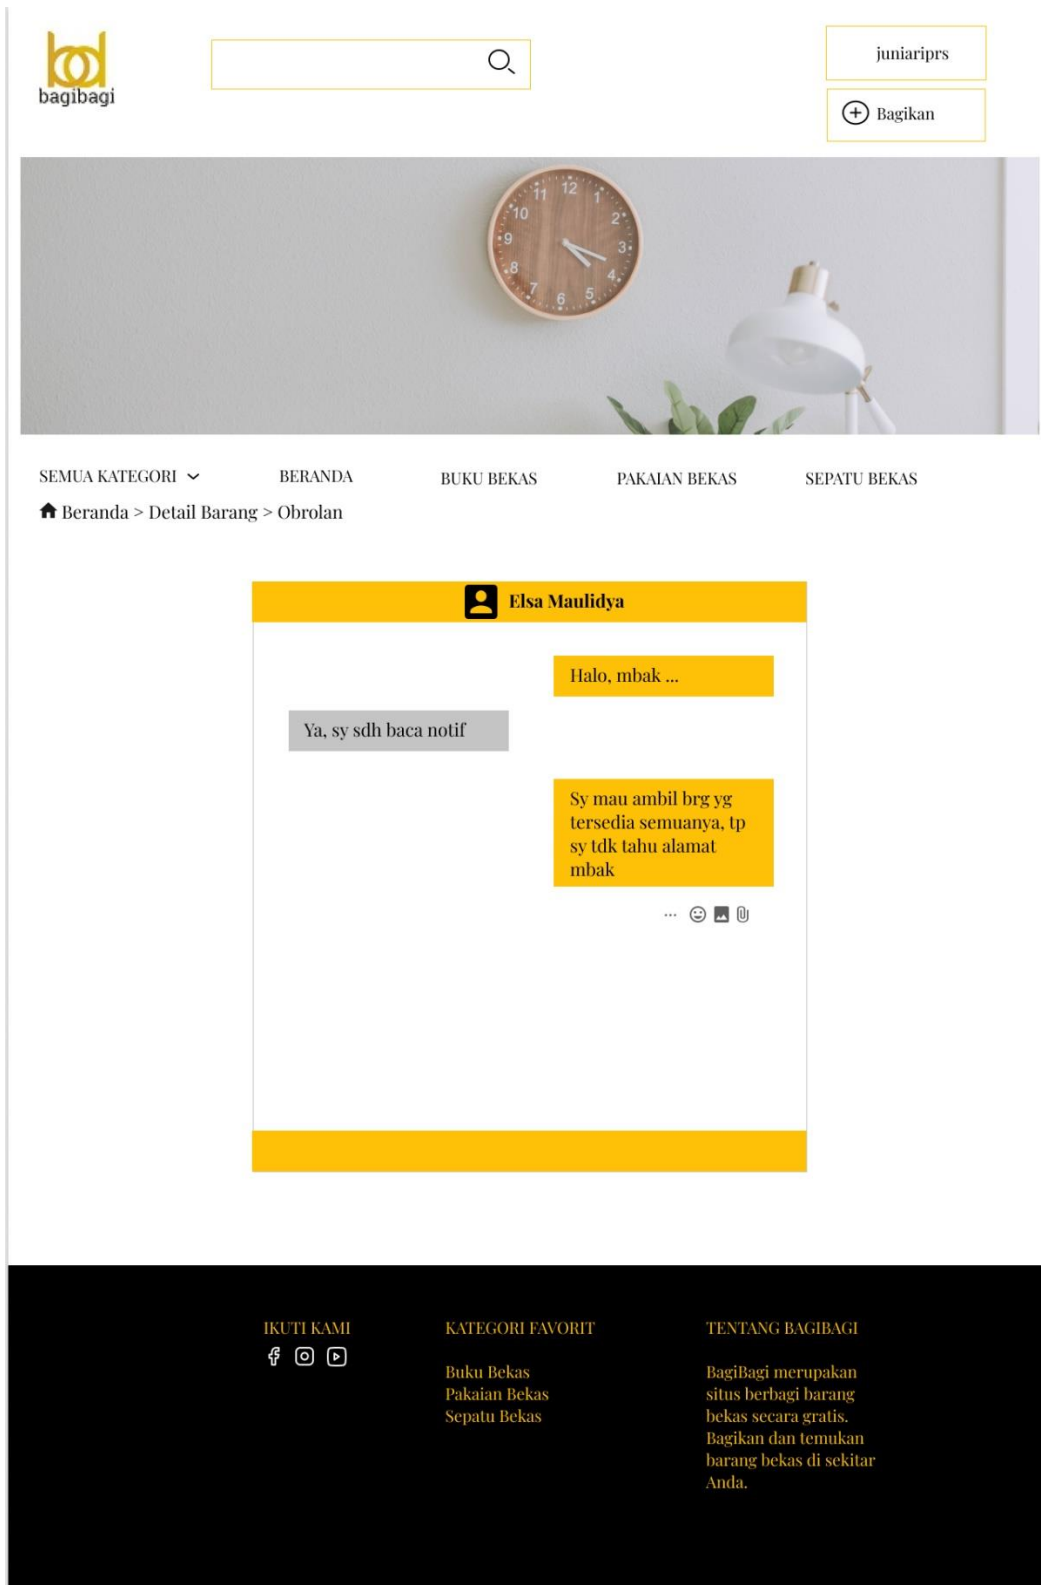 bagibagi
juniariprs
Bagikan
11 12 1
10 2
9 3
8 4
7 6 5
SEMUA KATEGORI BERANDA BUKU BEKAS PAKAIAN BEKAS SEPATU BEKAS
Beranda > Detail Barang > Obrolan
Elsa Maulidya
Halo, mbak ...
Ya, sy sdh baca notif
Sy mau ambil brg yg
tersedia semuanya, tp
sy tdk tahu alamat
mbak
...
IKUTI KAMI
KATEGORI FAVORIT
Buku Bekas
Pakaian Bekas
Sepatu Bekas
TENTANG BAGIBAGI
BagiBagi merupakan
situs berbagi barang
bekas secara gratis.
Bagikan dan temukan
barang bekas di sekitar
Anda.